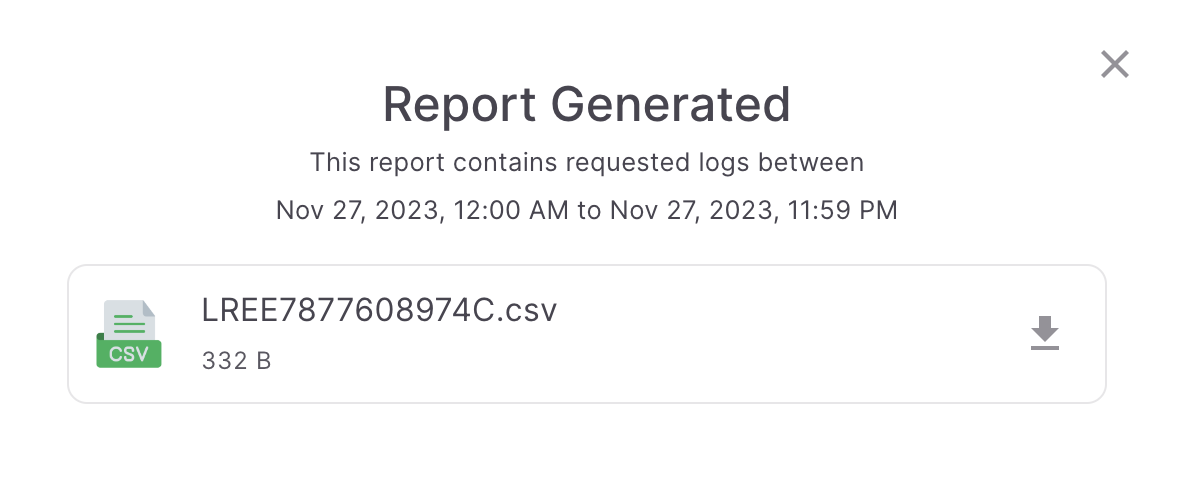 Report Generated
This report contains requested logs between
Nov 27, 2023, 12:00 AM to Nov 27, 2023, 11:59 PM
LREE7877608974C.csv
CSV
332 B